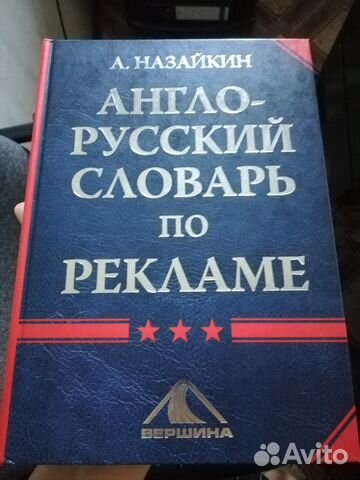 А. НАЗАЙКИН
АНГЛО-
РУССКИЙ
СЛОВАРЬ
ПО
РЕКЛАМЕ
ВЕРШИНА
Avito